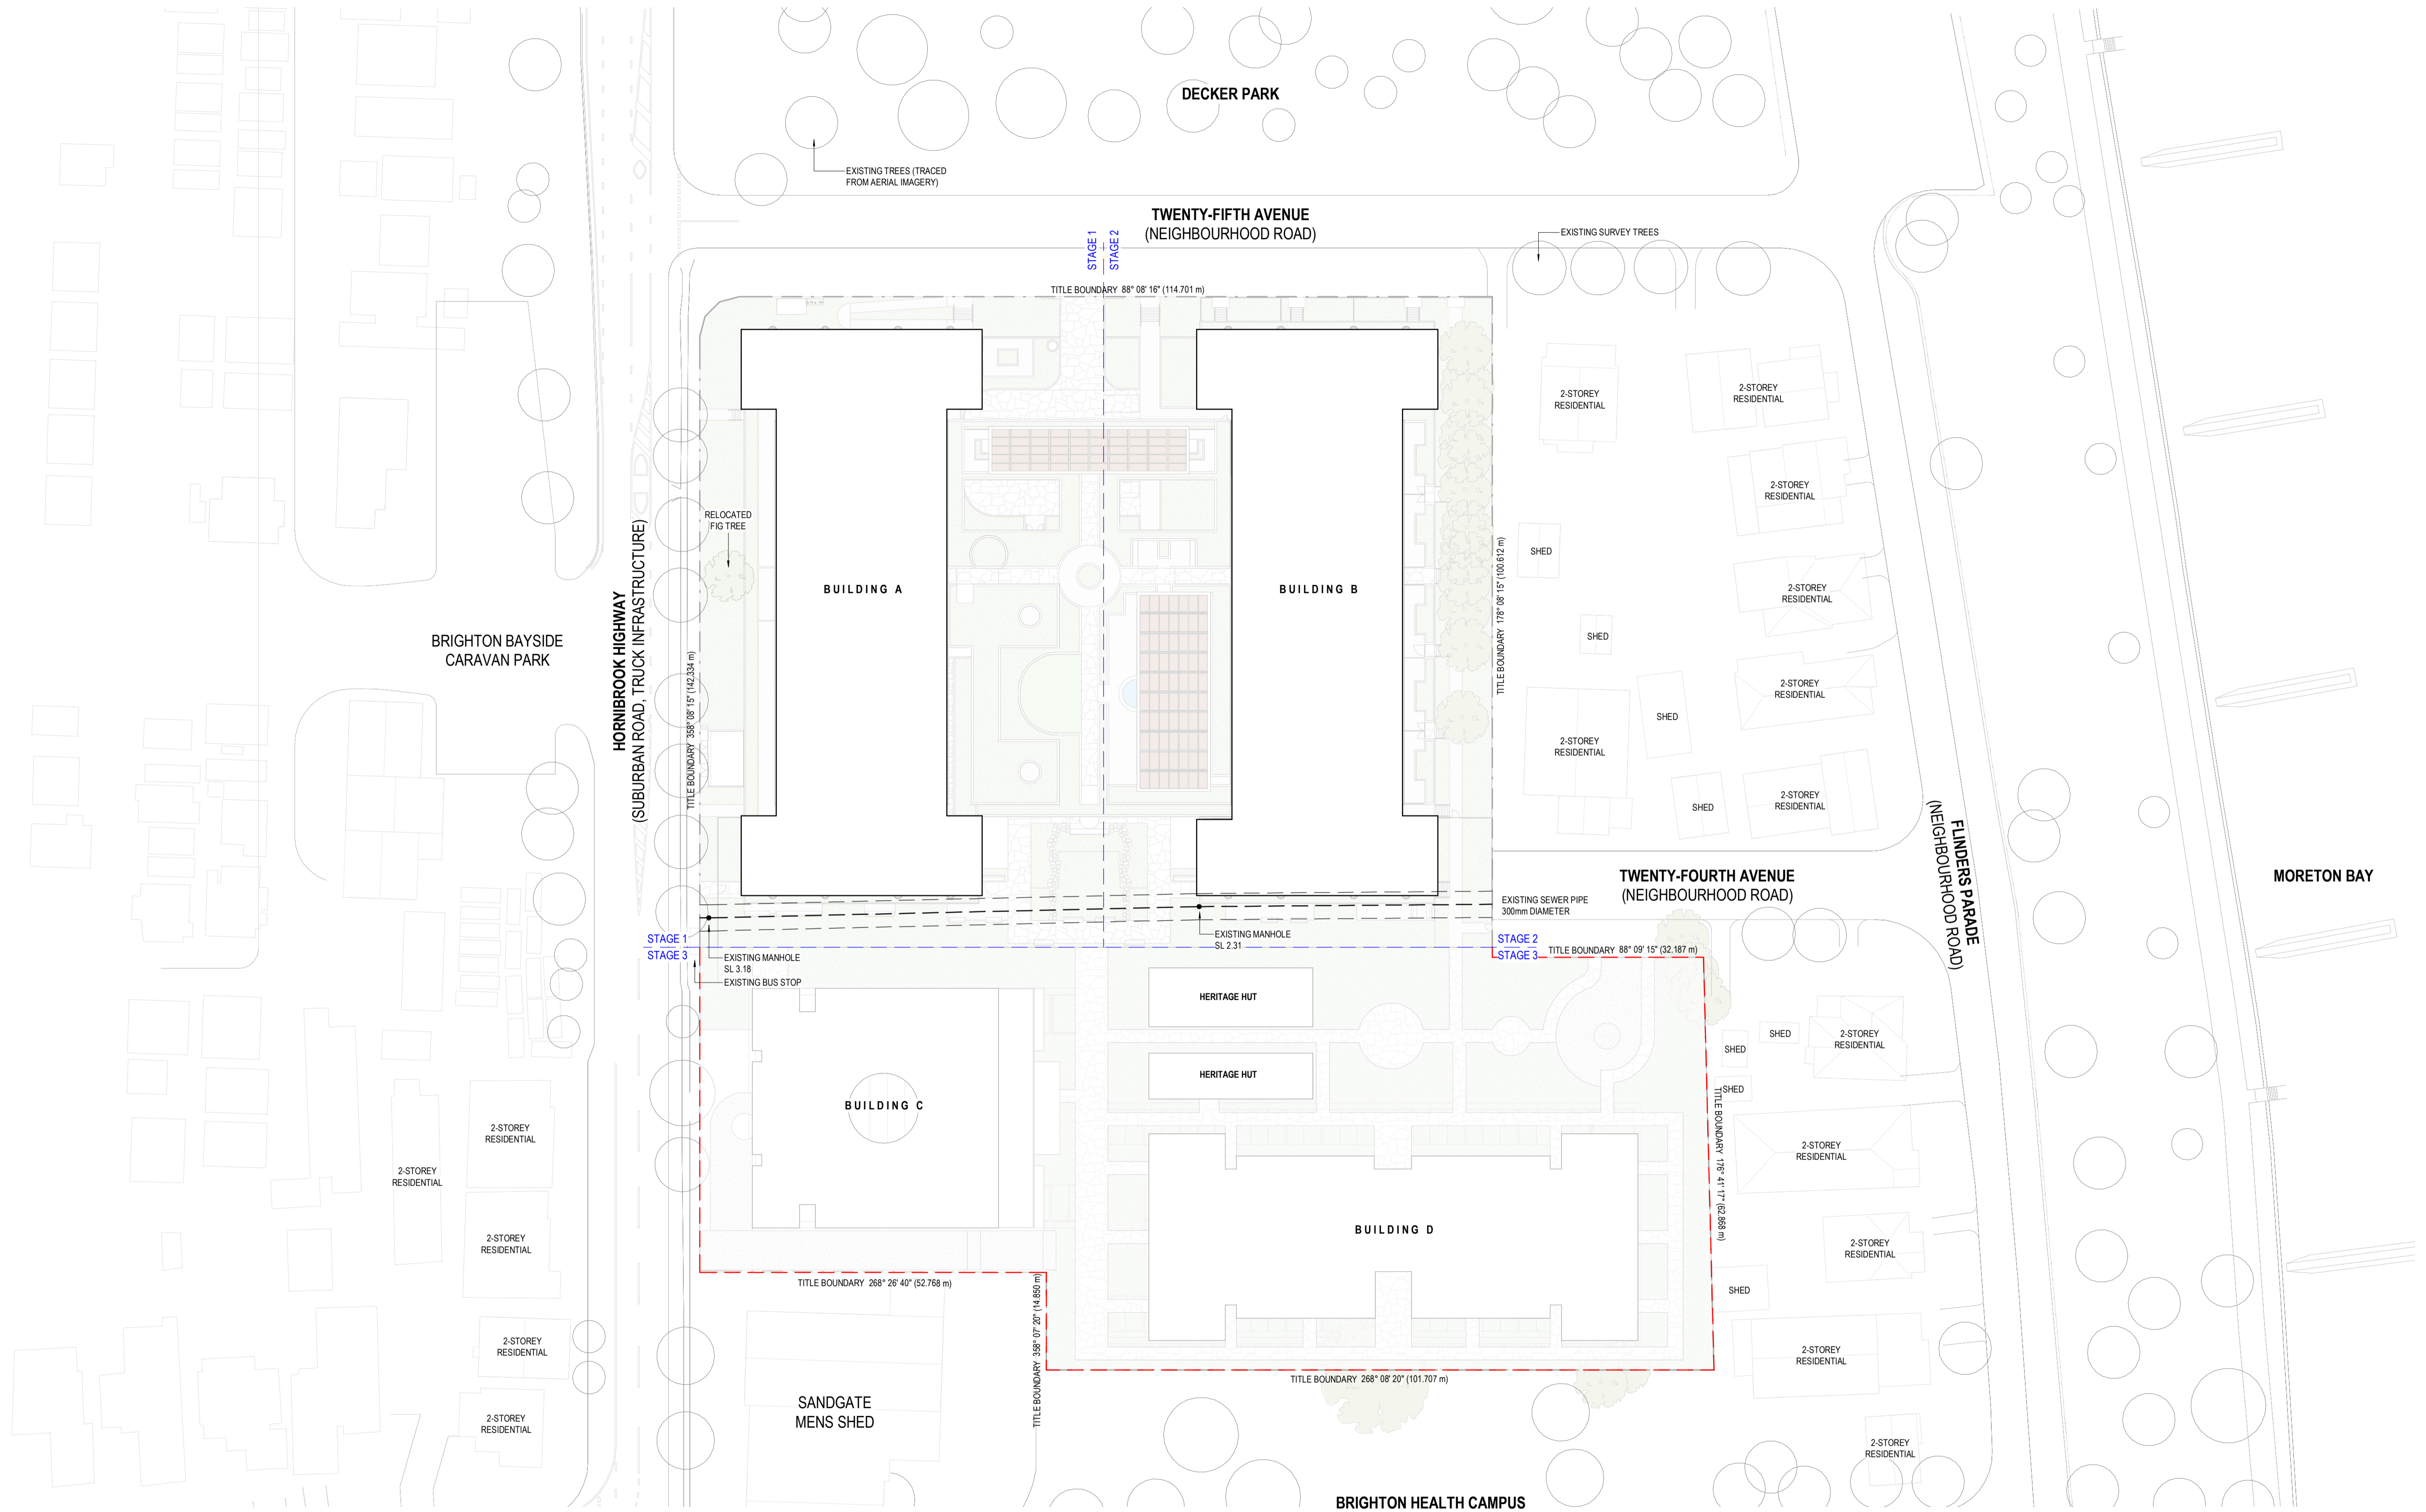 DECKER PARK
EXISTING TREES (TRACED
FROM AERIAL IMAGERY)
TWENTY-FIFTH AVENUE
(NEIGHBOURHOOD ROAD)
STAGE 1
STAGE 2
EXISTING SURVEY TREES
TITLE BOUNDARY 88° 08' 16" (114.701 m)
2-STOREY
RESIDENTIAL
2-STOREY
RESIDENTIAL
2-STOREY
RESIDENTIAL
RELOCATED
FIG TREE
SHED
BUILDING A
BUILDING B
2-STOREY
RESIDENTIAL
TITLE BOUNDARY 178° 08' 15" (100.612 m)
HORNIBROOK HIGHWAY
(SUBURBAN ROAD, TRUCK INFRASTRUCTURE)
TITLE BOUNDARY 358° 08' 15" (142.334 m)
BRIGHTON BAYSIDE
CARAVAN PARK
SHED
2-STOREY
RESIDENTIAL
SHED
2-STOREY
RESIDENTIAL
2-STOREY
RESIDENTIAL
SHED
FLINDERS PARADE
(NEIGHBOURHOOD ROAD)
TWENTY-FOURTH AVENUE
(NEIGHBOURHOOD ROAD)
MORETON BAY
EXISTING SEWER PIPE
300mm DIAMETER
EXISTING MANHOLE
SL 2.31
STAGE 1
STAGE 3
STAGE 2
STAGE 3
TITLE BOUNDARY 88° 09' 15" (32.187 m)
EXISTING MANHOLE
SL 3.18
EXISTING BUS STOP
HERITAGE HUT
HERITAGE HUT
SHED
SHED
2-STOREY
RESIDENTIAL
SHED
BUILDING C
TITLE BOUNDARY 176° 41' 17" (62.868 m)
2-STOREY
RESIDENTIAL
2-STOREY
RESIDENTIAL
2-STOREY
RESIDENTIAL
BUILDING D
2-STOREY
RESIDENTIAL
2-STOREY
RESIDENTIAL
TITLE BOUNDARY 268° 26' 40" (52.768 m)
TITLE BOUNDARY 358° 07' 20" (14.850 m)
SHED
2-STOREY
RESIDENTIAL
2-STOREY
RESIDENTIAL
TITLE BOUNDARY 268° 08' 20" (101.707 m)
SANDGATE
MENS SHED
2-STOREY
RESIDENTIAL
2-STOREY
RESIDENTIAL
BRIGHTON HEALTH CAMPUS